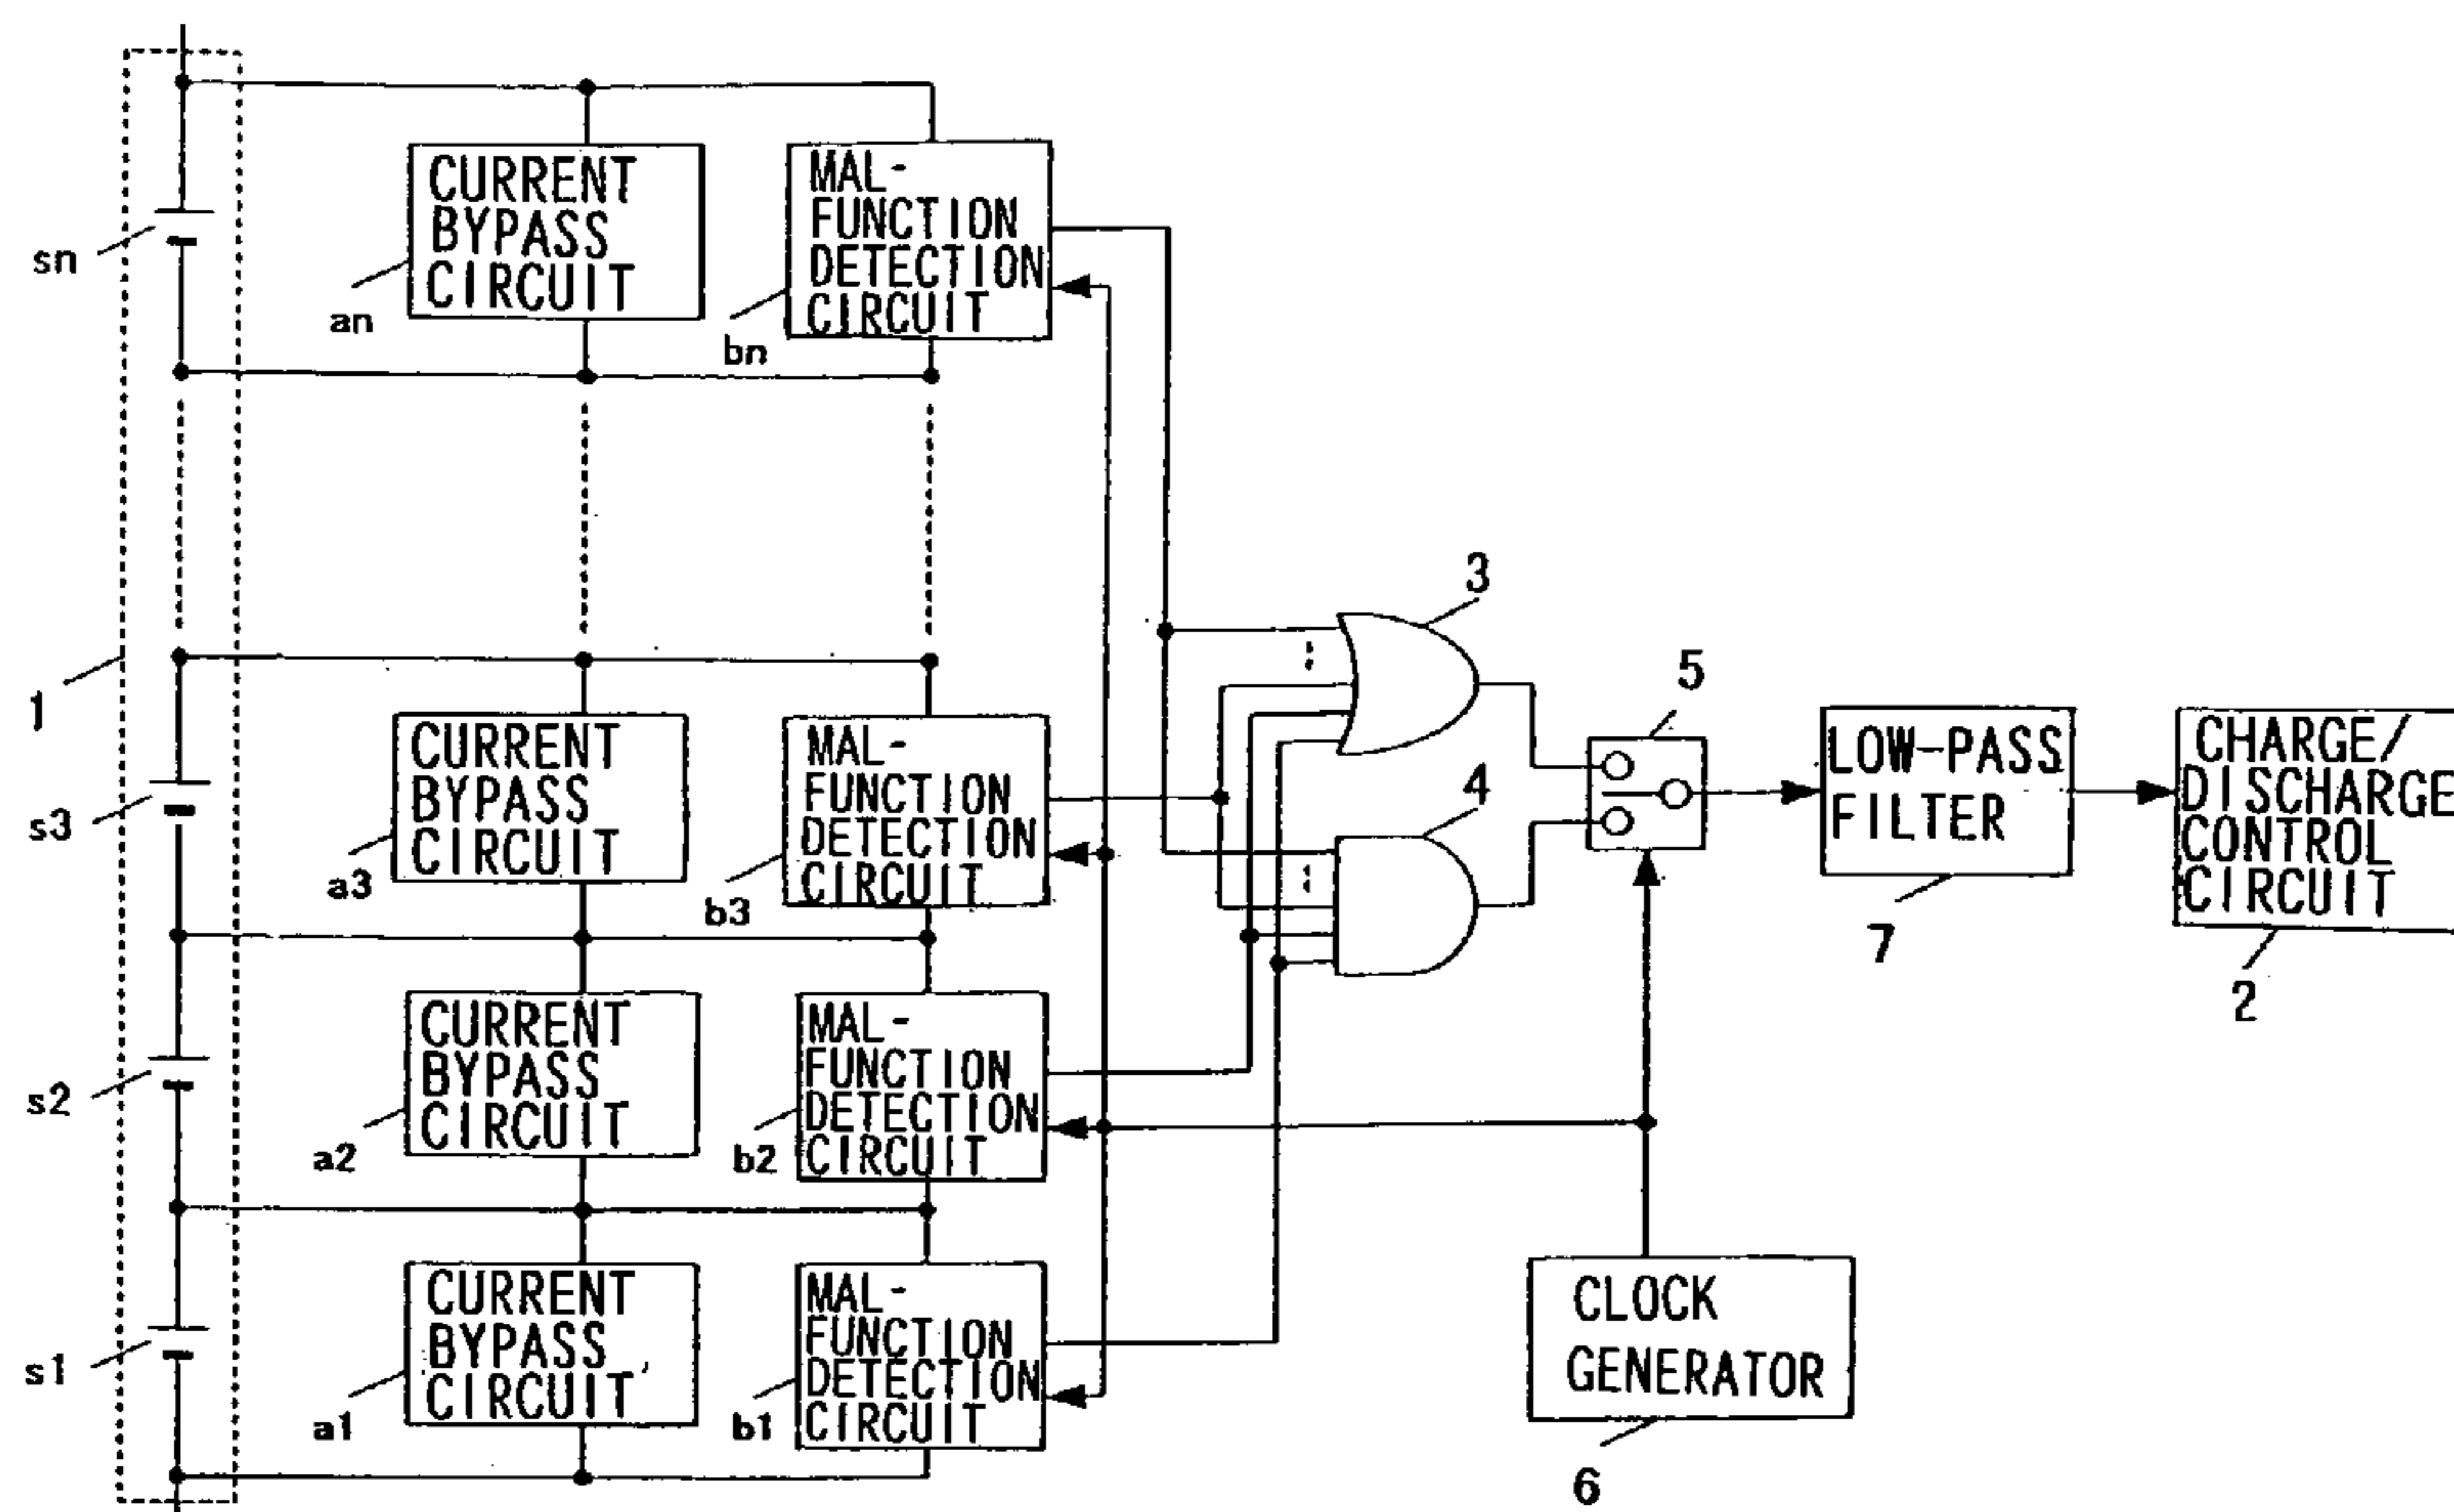 CURRENT
BYPASS
CIRCUIT
MAL-
FUNCTION
DETECTION
CIRCUIT
sn
an
bn
3
1
5
CURRENT
BYPASS
CIRCUIT
MAL-
FUNCTION
DETECTION
CIRCUIT
LOW-PASS
FILTER
CHARGE/
DISCHARGE
CONTROL
CIRCUIT
4
s3
a3
b3
7
2
CURRENT
BYPASS
CIRCUIT
MAL-
FUNCTION
DETECTION
CIRCUIT
s2
a2
b2
CURRENT
BYPASS
CIRCUIT
MAL-
FUNCTION
DETECTION
CIRCUIT
CLOCK
GENERATOR
s1
a1
b1
6